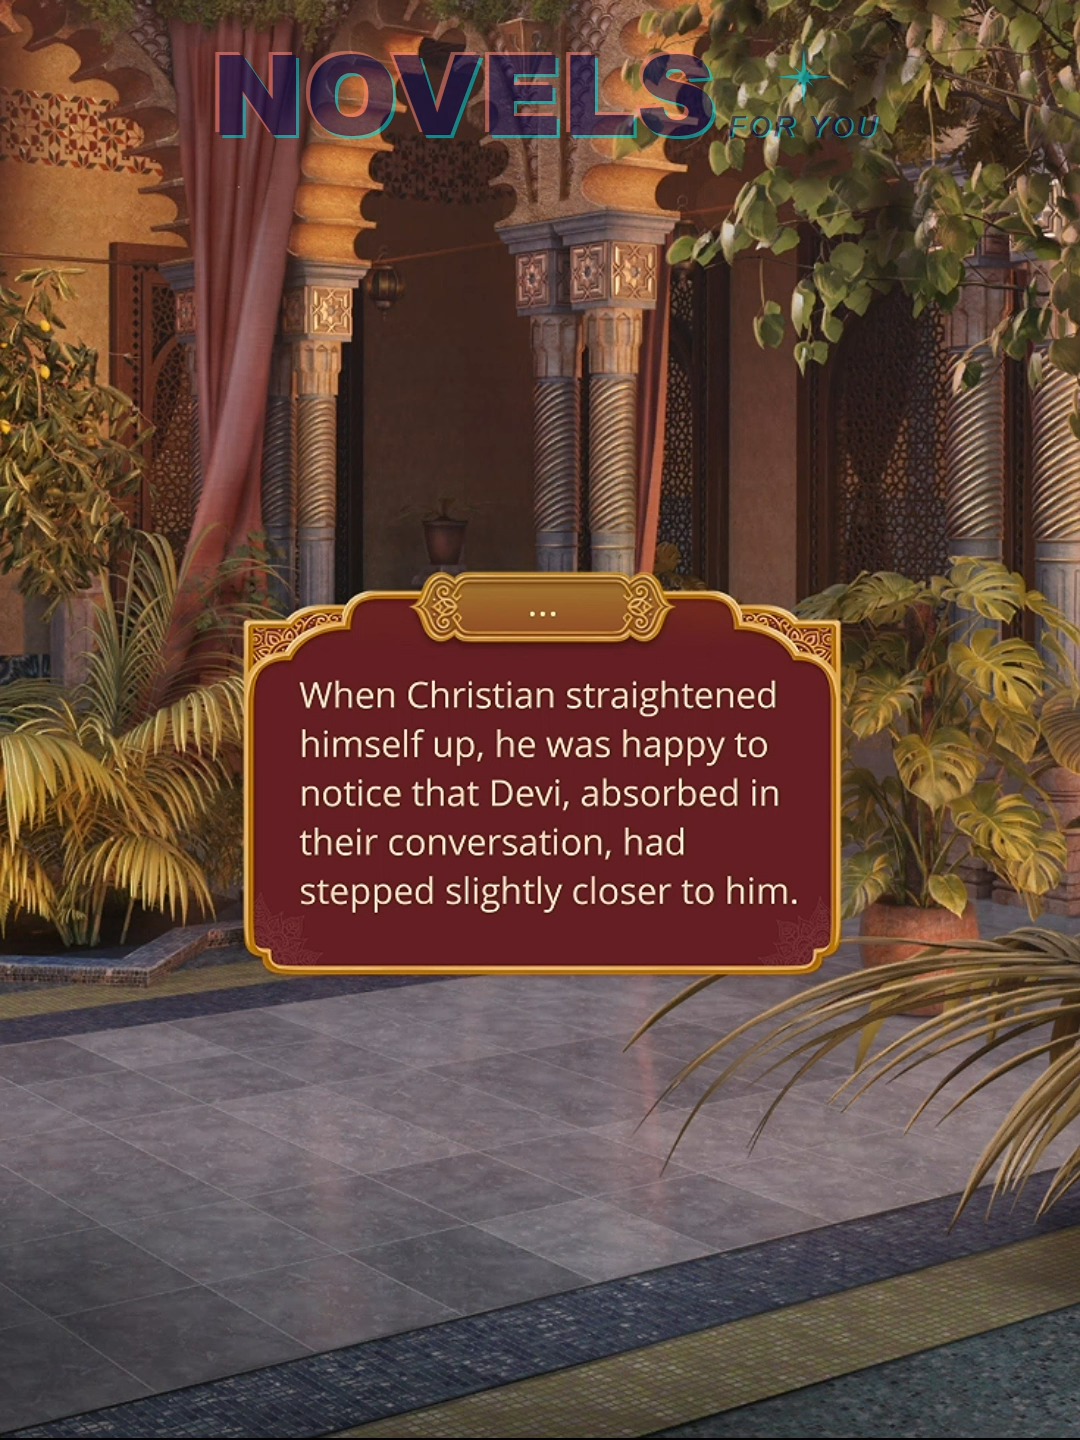 NOVELS
FOR YOU
...
When Christian straightened
himself up, he was happy to
notice that Devi, absorbed in
their conversation, had
stepped slightly closer to him.